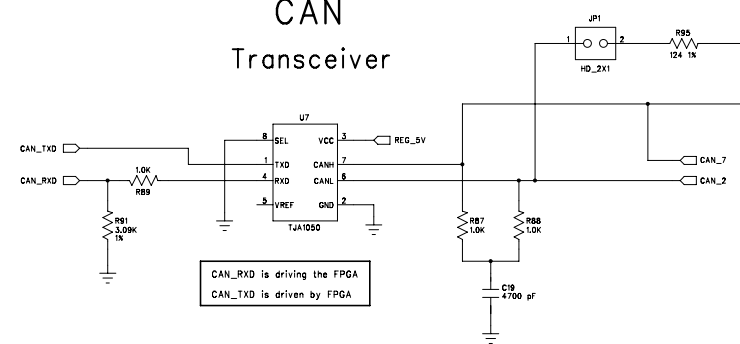 CAN
Transceiver
JP1
1
2
HD_2X1
R95
124 1%
U7
CAN_TXD
CAN_RXD
1.0K
R89
R91
3.09K
1%
8 SEL
1 TXD
4 RXD
5 VREF
VCC 3
CANH 7
CANL 6
GND 2
TJA1050
REG_5V
CAN_7
CAN_2
R87
1.0K
R88
1.0K
C19
4700 pF
CAN_RXD is driving the FPGA
CAN_TXD is driven by FPGA